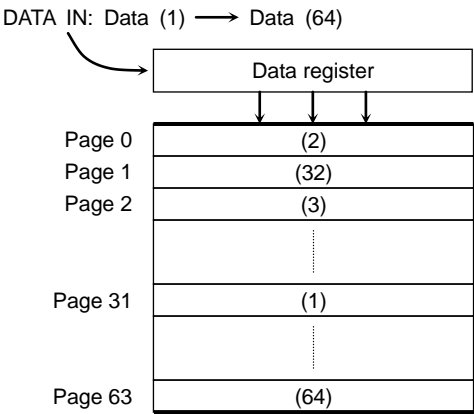 DATA IN: Data (1) → Data (64)
Data register
Page 0 (2)
Page 1 (32)
Page 2 (3)
Page 31 (1)
Page 63 (64)